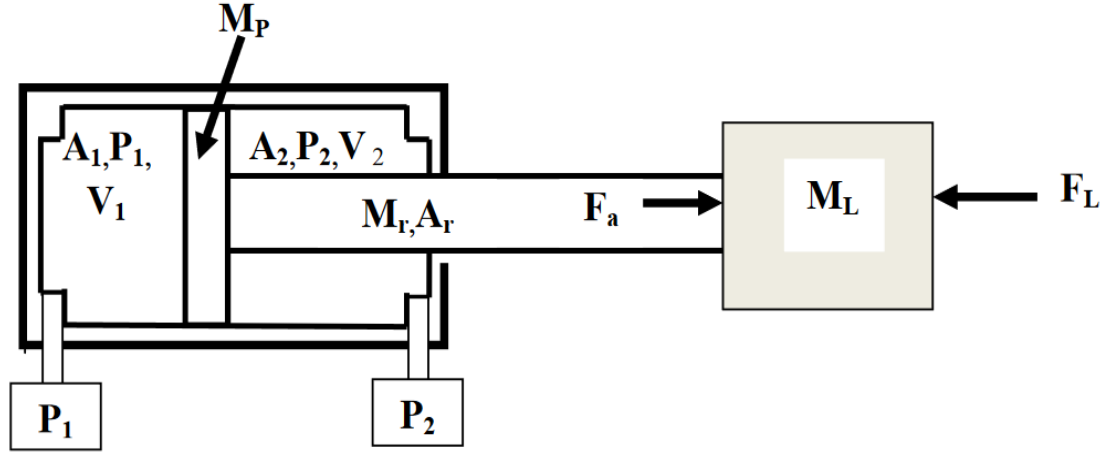 M_P
A_1,P_1,
V_1
A_2,P_2,V_2
M_r,A_r
F_a
M_L
F_L
P_1
P_2